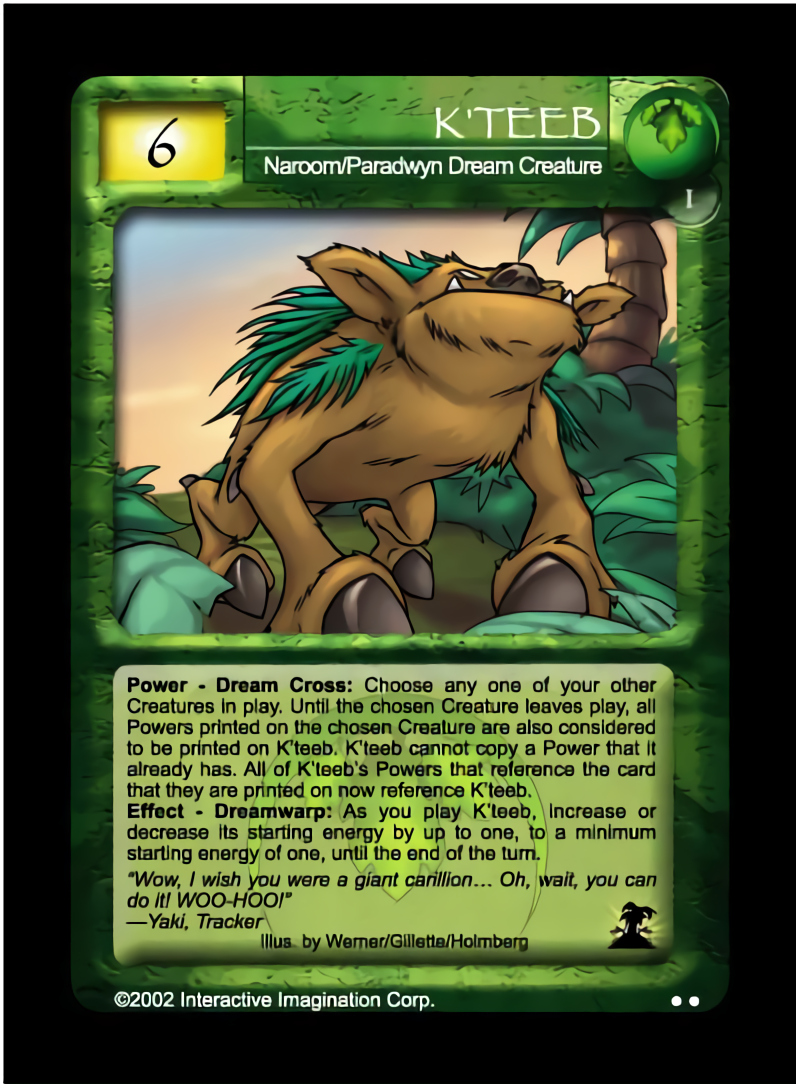 6
K'TEEB
Naroom/Paradwyn Dream Creature
I
Power - Dream Cross: Choose any one of your other
Creatures in play. Until the chosen Creature leaves play, all
Powers printed on the chosen Creature are also considered
to be printed on K'teeb. K'teeb cannot copy a Power that it
already has. All of K'teeb's Powers that reference the card
that they are printed on now reference K'teeb.
Effect - Dreamwarp: As you play K'teeb, increase or
decrease its starting energy by up to one, to a minimum
starting energy of one, until the end of the turn.
"Wow, I wish you were a giant carillion... Oh, wait, you can
do it! WOO-HOO!"
—Yaki, Tracker
Illus. by Werner/Gillette/Holmberg
©2002 Interactive Imagination Corp.